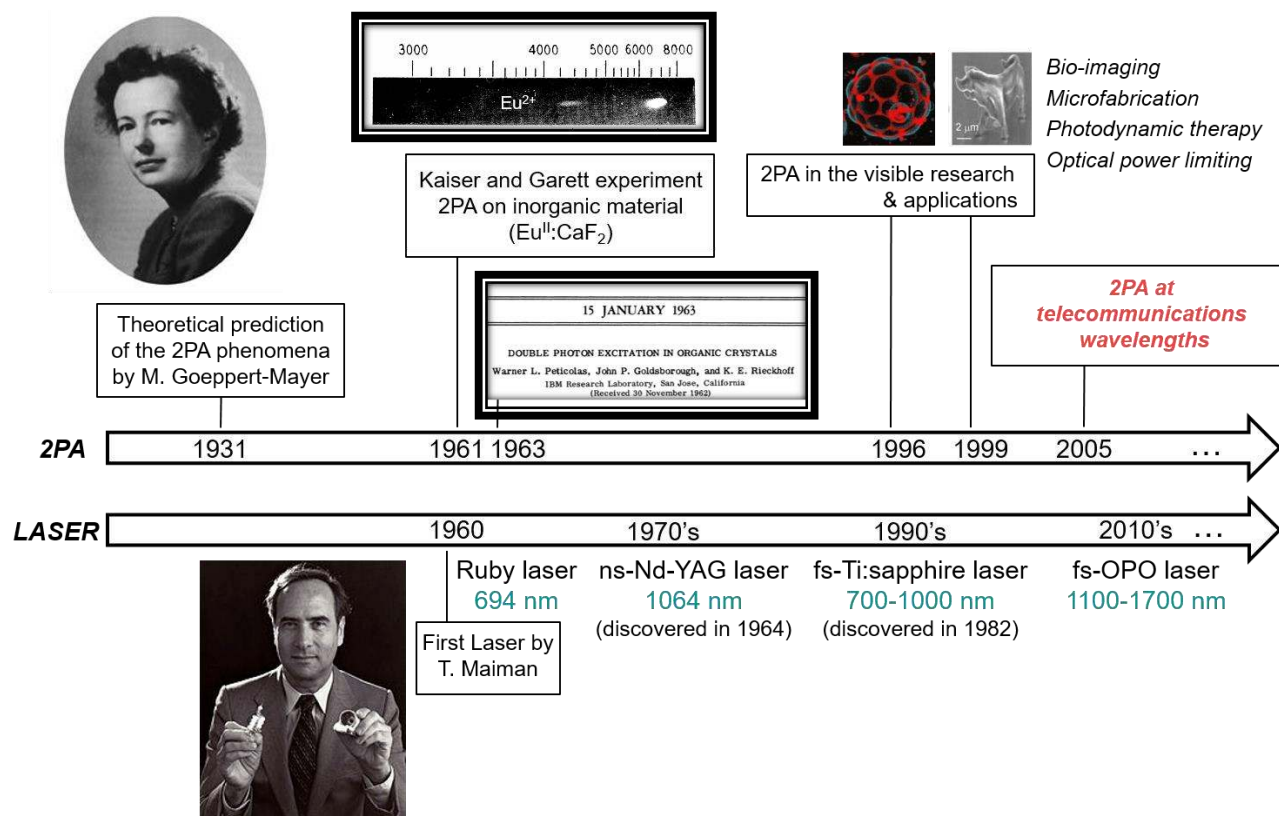 3000 4000 5000 6000 8000
Eu²⁺
2 μm
Bio-imaging
Microfabrication
Photodynamic therapy
Optical power limiting
Kaiser and Garett experiment
2PA on inorganic material
(Euᴵᴵ:CaF₂)
2PA in the visible research
& applications
2PA at
telecommunications
wavelengths
15 JANUARY 1963
DOUBLE PHOTON EXCITATION IN ORGANIC CRYSTALS
Warner L. Peticolas, John P. Goldsborough, and K. E. Rieckhoff
IBM Research Laboratory, San Jose, California
(Received 30 November 1962)
Theoretical prediction
of the 2PA phenomena
by M. Goeppert-Mayer
2PA 1931 1961 1963 1996 1999 2005 ...
LASER 1960 1970's 1990's 2010's ...
Ruby laser
694 nm
ns-Nd-YAG laser
1064 nm
(discovered in 1964)
fs-Ti:sapphire laser
700-1000 nm
(discovered in 1982)
fs-OPO laser
1100-1700 nm
First Laser by
T. Maiman